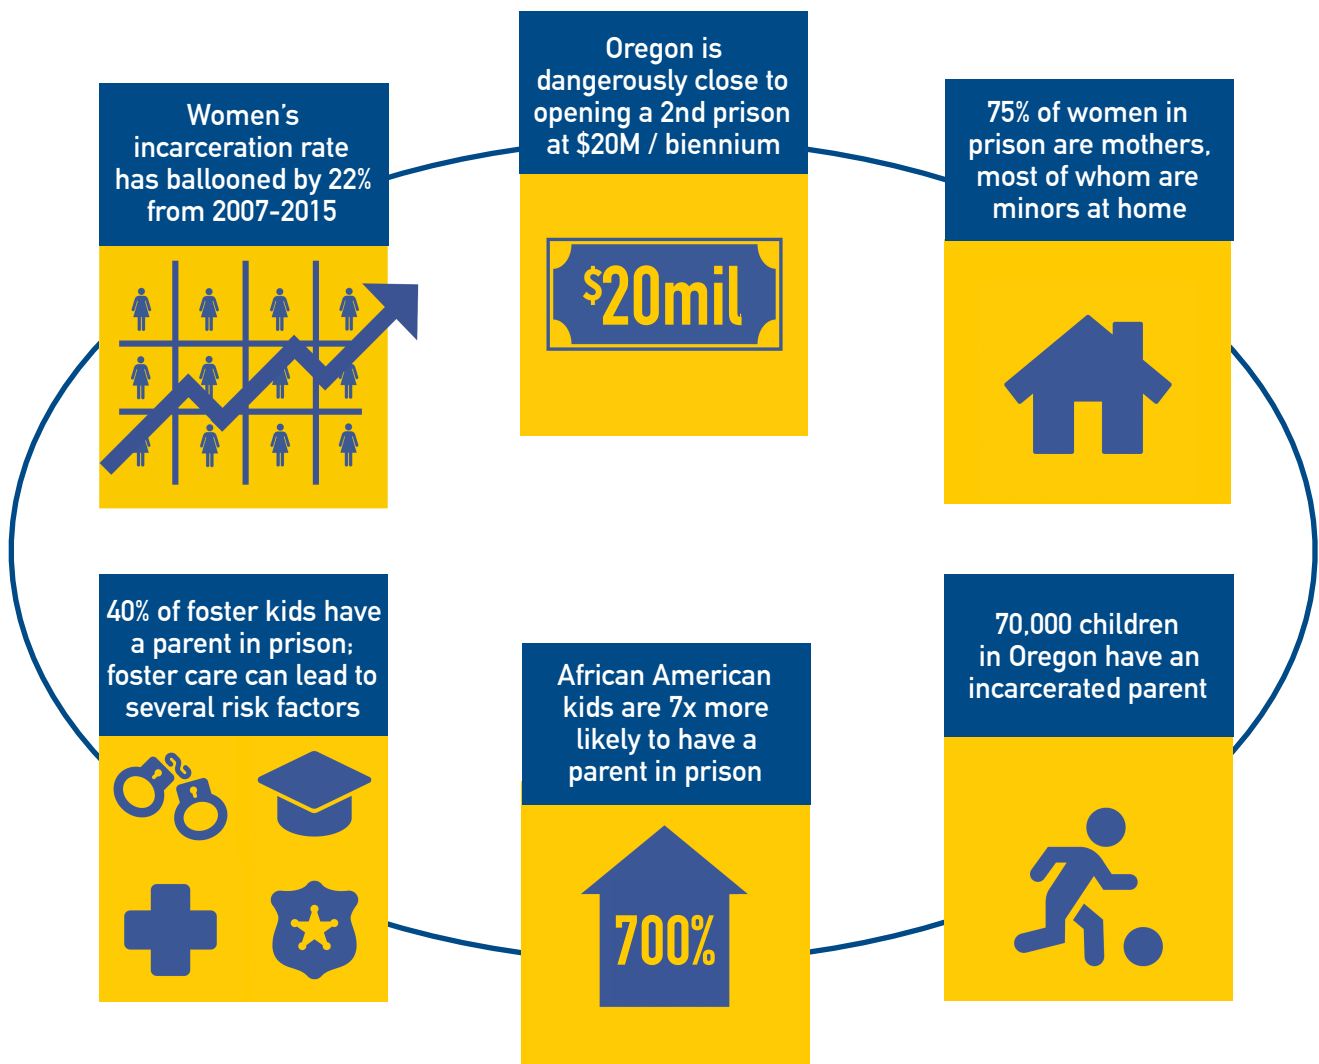 Women's
incarceration rate
has ballooned by 22%
from 2007-2015
Oregon is
dangerously close to
opening a 2nd prison
at $20M / biennium
$20mil
75% of women in
prison are mothers,
most of whom are
minors at home
40% of foster kids have
a parent in prison;
foster care can lead to
several risk factors
African American
kids are 7x more
likely to have a
parent in prison
700%
70,000 children
in Oregon have an
incarcerated parent